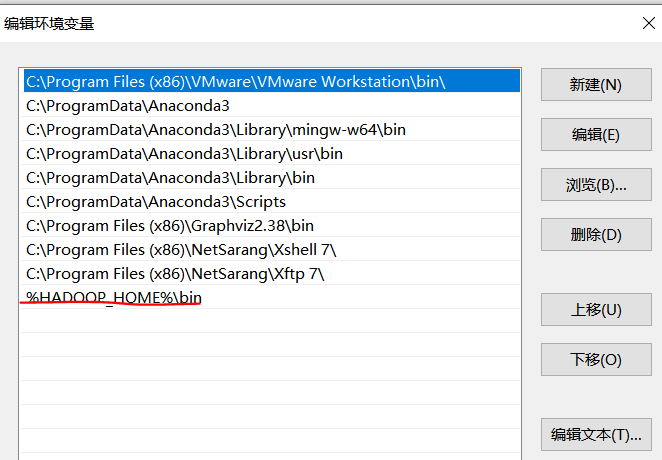 编辑环境变量
C:\Program Files (x86)\VMware\VMware Workstation\bin\
C:\ProgramData\Anaconda3
C:\ProgramData\Anaconda3\Library\mingw-w64\bin
C:\ProgramData\Anaconda3\Library\usr\bin
C:\ProgramData\Anaconda3\Library\bin
C:\ProgramData\Anaconda3\Scripts
C:\Program Files (x86)\Graphviz2.38\bin
C:\Program Files (x86)\NetSarang\Xshell 7\
C:\Program Files (x86)\NetSarang\Xftp 7\
%HADOOP_HOME%\bin
新建(N)
编辑(E)
浏览(B)...
删除(D)
上移(U)
下移(O)
编辑文本(T)...